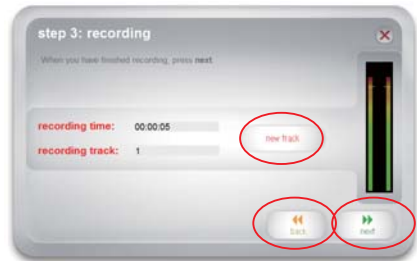 step 3: recording
When you have finished recording, press next
recording time: 00:00:05
new track
recording track: 1
back
next